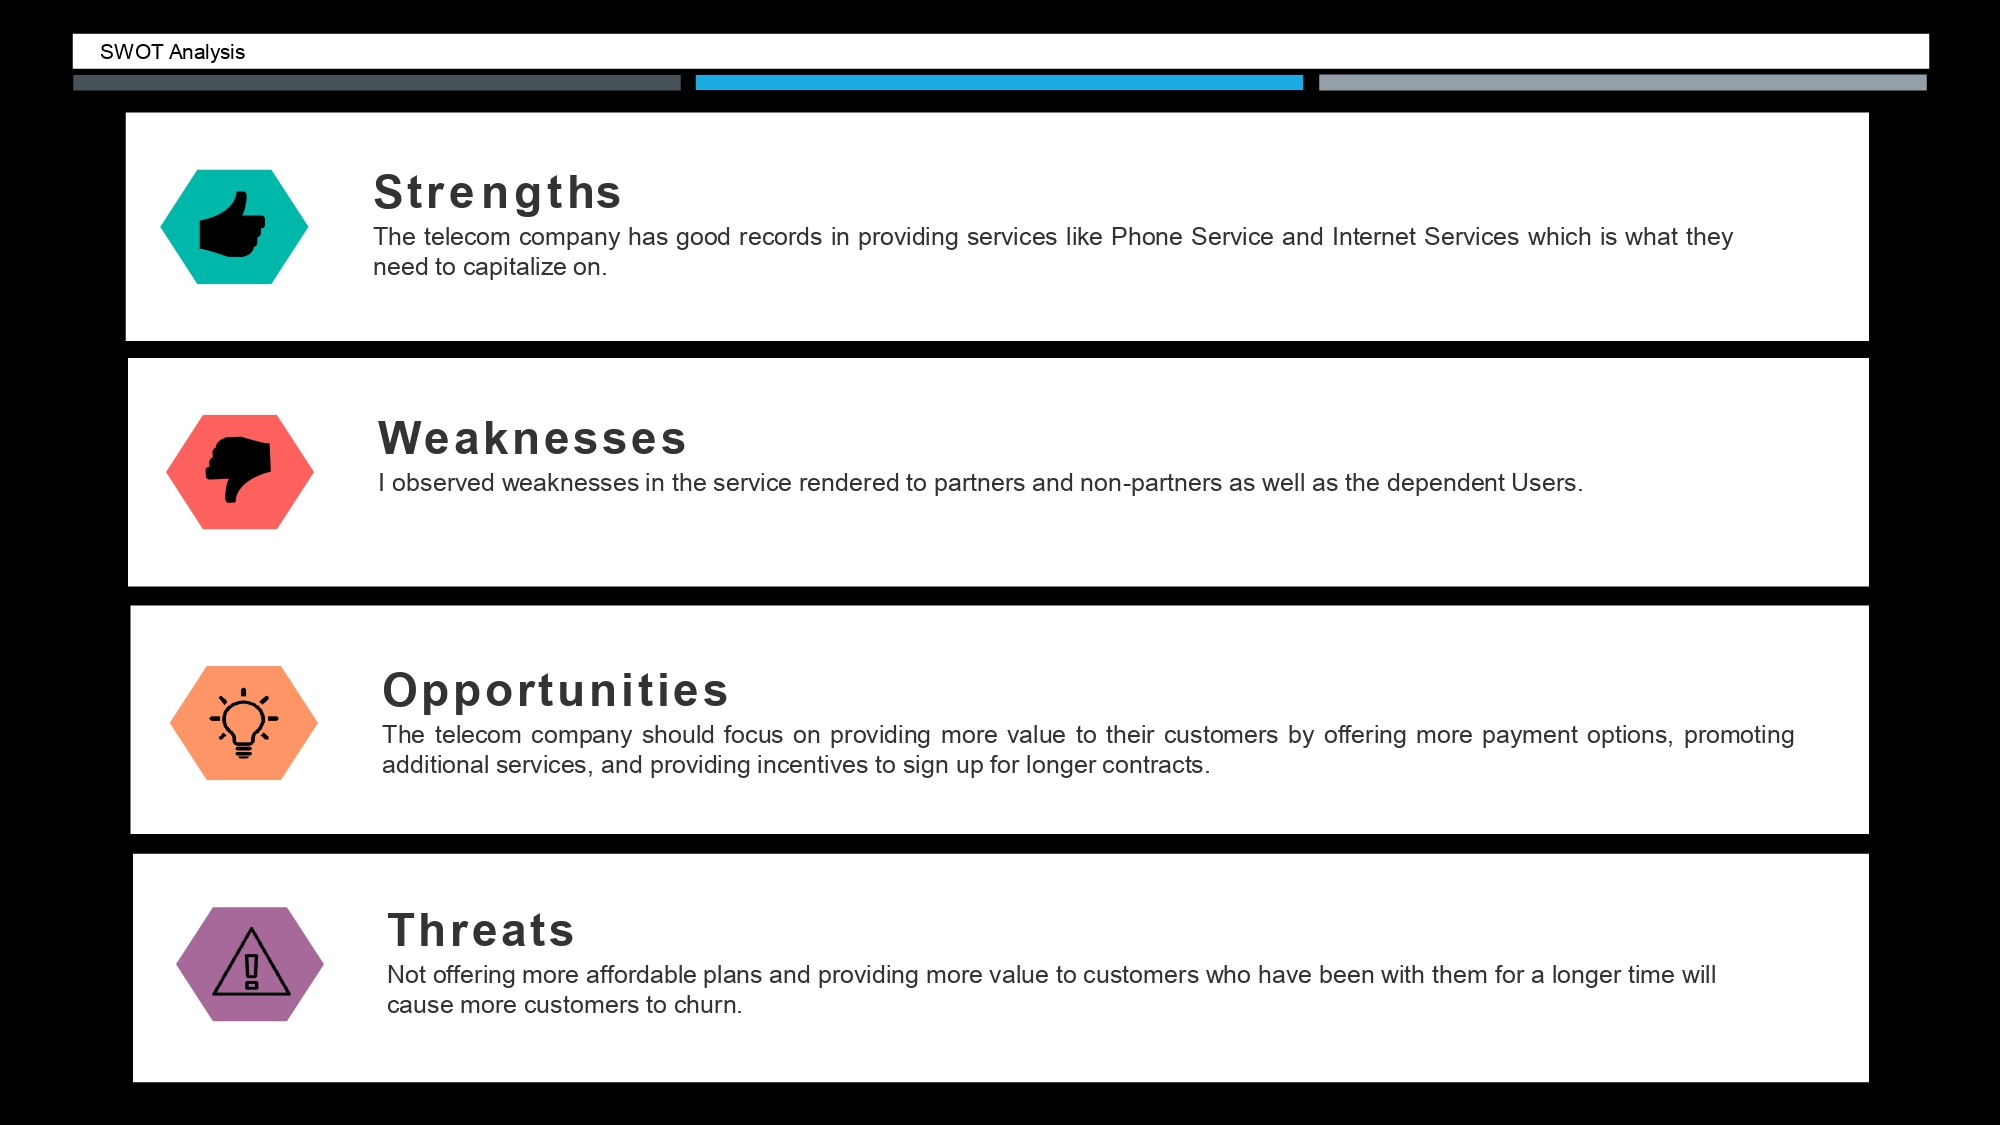 SWOT Analysis
Strengths
The telecom company has good records in providing services like Phone Service and Internet Services which is what they
need to capitalize on.
Weaknesses
I observed weaknesses in the service rendered to partners and non-partners as well as the dependent Users.
Opportunities
The telecom company should focus on providing more value to their customers by offering more payment options, promoting
additional services, and providing incentives to sign up for longer contracts.
Threats
Not offering more affordable plans and providing more value to customers who have been with them for a longer time will
cause more customers to churn.